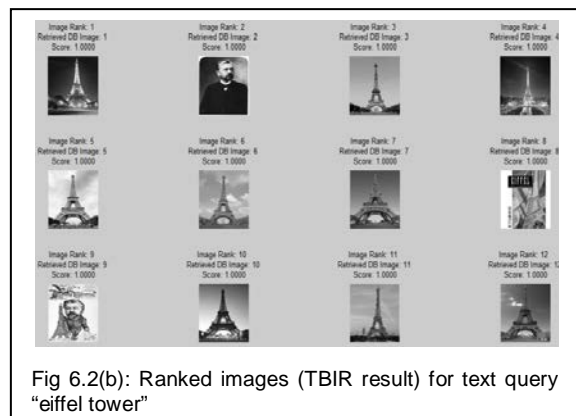 Image Rank: 1
Retrieved DB Image: 1
Score: 1.0000
Image Rank: 2
Retrieved DB Image: 2
Score: 1.0000
Image Rank: 3
Retrieved DB Image: 3
Score: 1.0000
Image Rank: 4
Retrieved DB Image: 4
Score: 1.0000
Image Rank: 5
Retrieved DB Image: 5
Score: 1.0000
Image Rank: 6
Retrieved DB Image: 6
Score: 1.0000
Image Rank: 7
Retrieved DB Image: 7
Score: 1.0000
Image Rank: 8
Retrieved DB Image: 8
Score: 1.0000
EIFFEL
Image Rank: 9
Retrieved DB Image: 9
Score: 1.0000
Image Rank: 10
Retrieved DB Image: 10
Score: 1.0000
Image Rank: 11
Retrieved DB Image: 11
Score: 1.0000
Image Rank: 12
Retrieved DB Image: 12
Score: 1.0000
Fig 6.2(b): Ranked images (TBIR result) for text query
“eiffel tower”